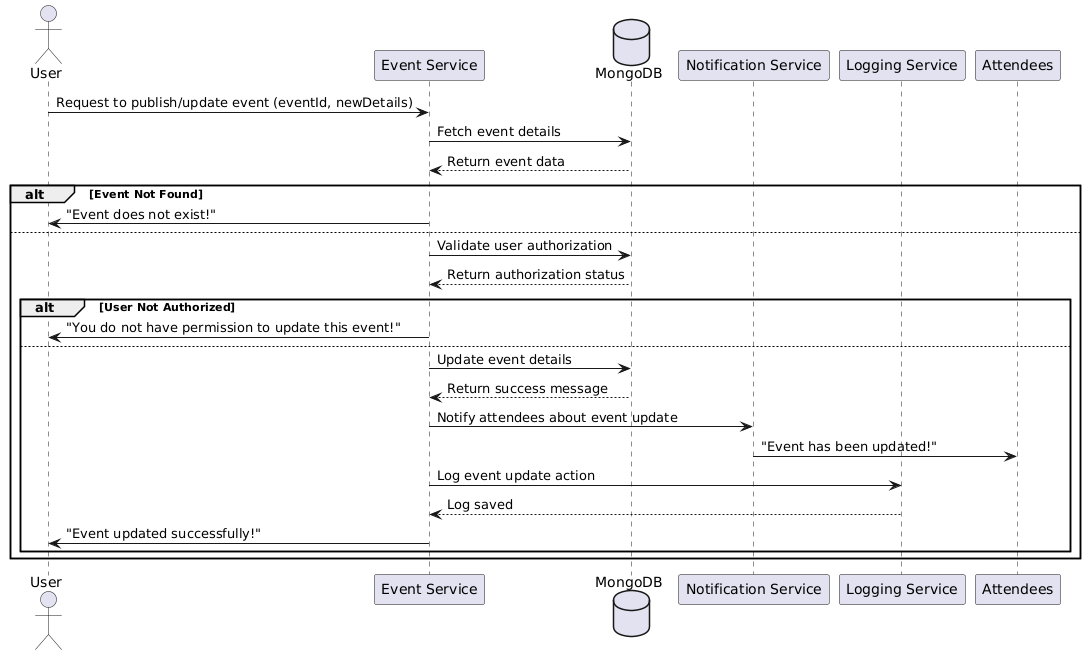 User
Event Service
MongoDB
Notification Service
Logging Service
Attendees
Request to publish/update event (eventId, newDetails)
Fetch event details
Return event data
alt [Event Not Found]
"Event does not exist!"
Validate user authorization
Return authorization status
alt [User Not Authorized]
"You do not have permission to update this event!"
Update event details
Return success message
Notify attendees about event update
"Event has been updated!"
Log event update action
Log saved
"Event updated successfully!"
User
Event Service
MongoDB
Notification Service
Logging Service
Attendees